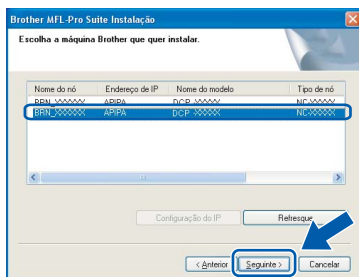 Brother MFL-Pro Suite Instalação
Escolha a máquina Brother que quer instalar.
Nome do nó Endereço de IP Nome do modelo Tipo de nó
BRN_XXXXXX APIPA DCP-XXXXX NC-XXXXX
BRN_XXXXXX APIPA DCP-XXXXX NC-XXXXX
Configuração do IP Refresque
< Anterior Seguinte > Cancelar